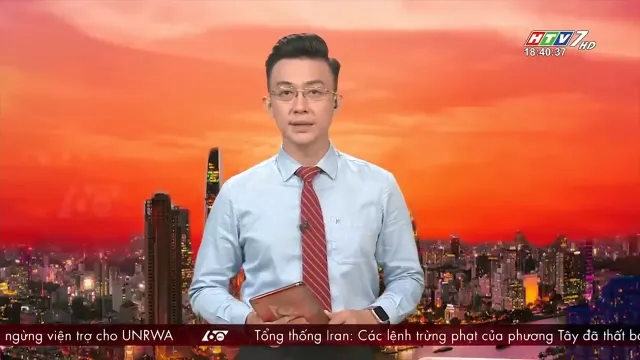 HTV7 HD
18:40:37
ngừng viện trợ cho UNRWA 60 Tổng thống Iran: Các lệnh trừng phạt của phương Tây đã thất